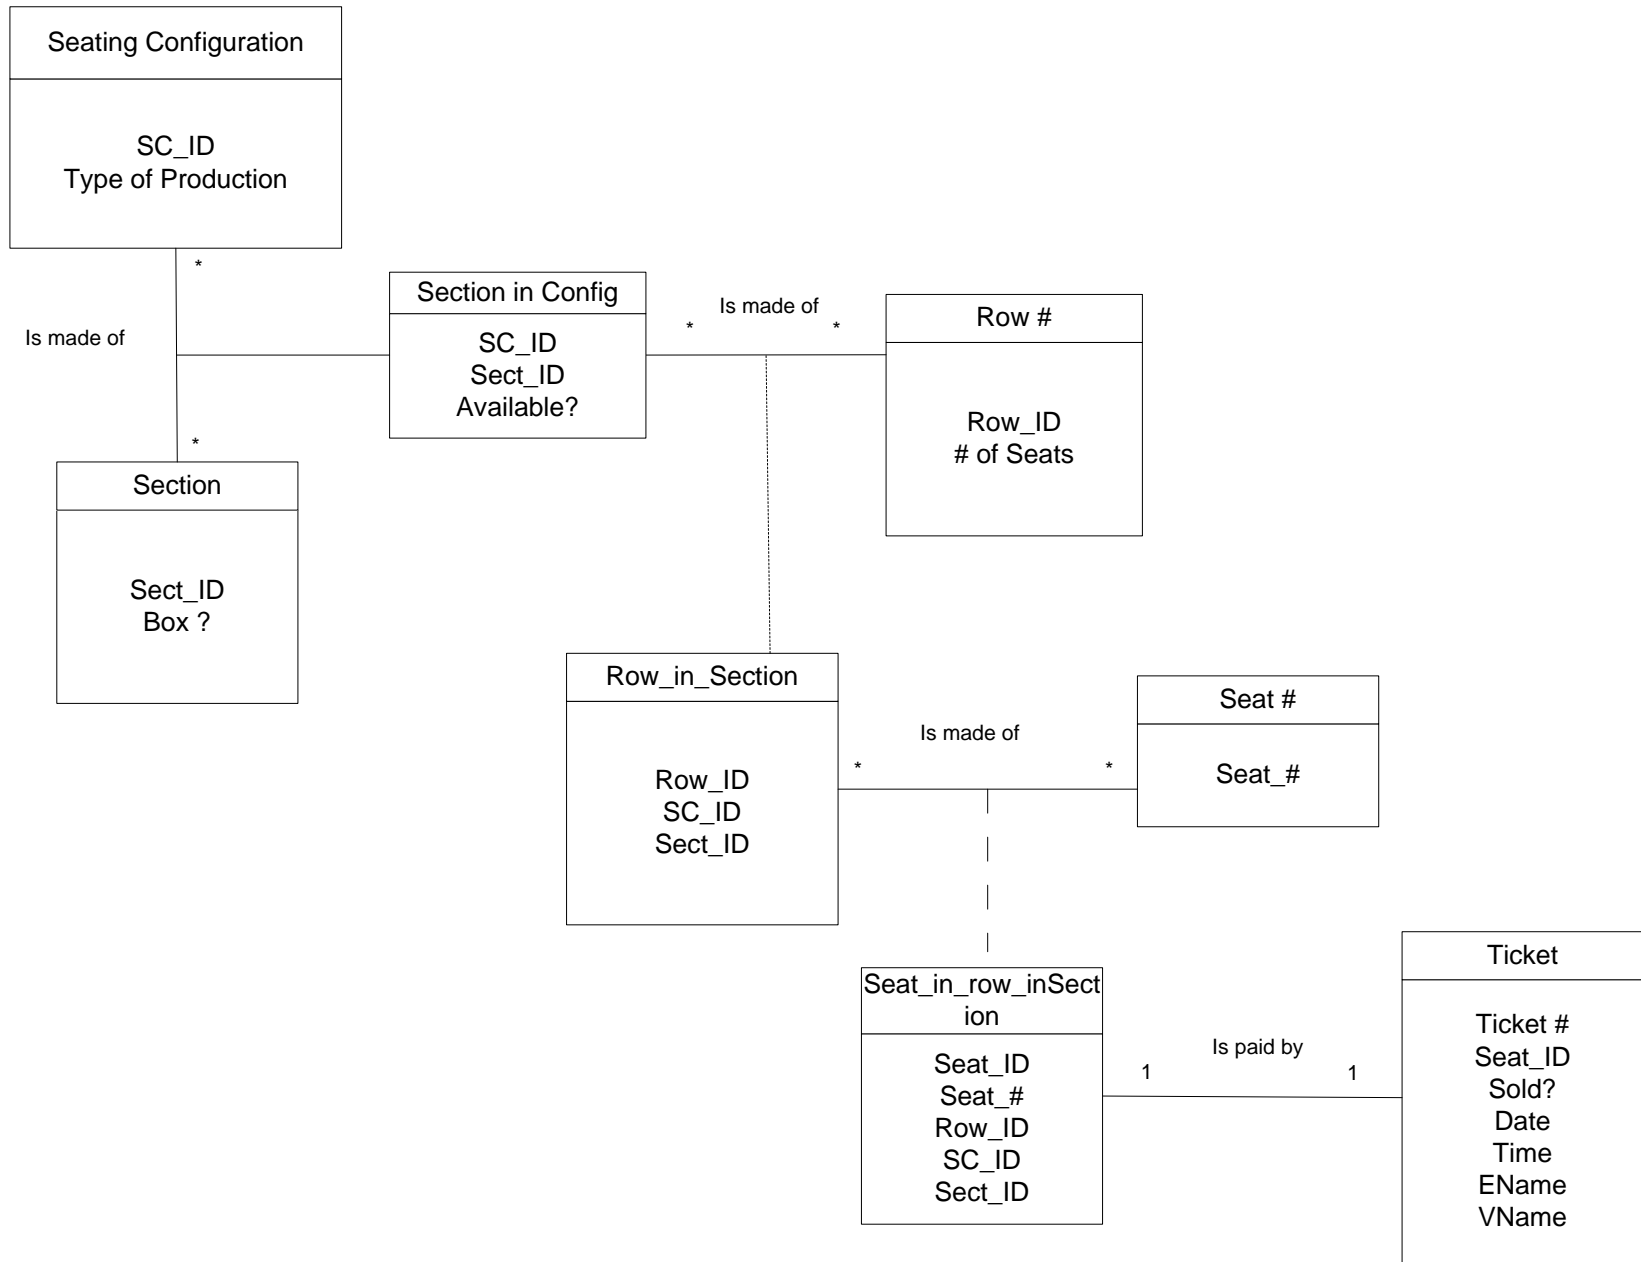 Seating Configuration
SC_ID
Type of Production
*
Is made of
*
Section
Sect_ID
Box ?
Section in Config
SC_ID
Sect_ID
Available?
Is made of
*
*
Row #
Row_ID
# of Seats
Row_in_Section
Row_ID
SC_ID
Sect_ID
Is made of
*
*
Seat #
Seat_#
Seat_in_row_inSect
ion
Seat_ID
Seat_#
Row_ID
SC_ID
Sect_ID
Is paid by
1
1
Ticket
Ticket #
Seat_ID
Sold?
Date
Time
EName
VName